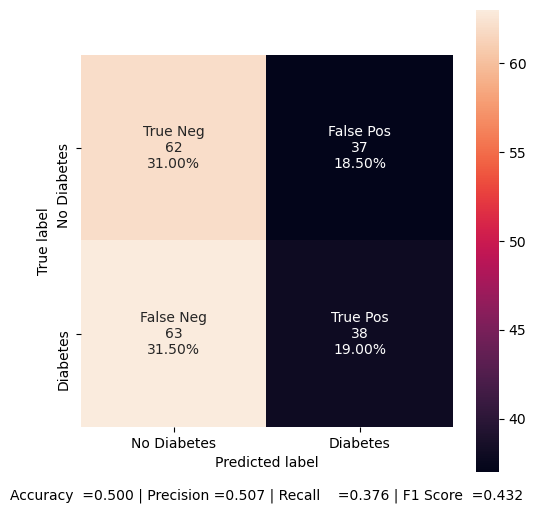 True Neg
62
31.00%
False Pos
37
18.50%
False Neg
63
31.50%
True Pos
38
19.00%
True label
No Diabetes
Diabetes
No Diabetes
Diabetes
Predicted label
60
55
50
45
40
Accuracy  =0.500 | Precision =0.507 | Recall    =0.376 | F1 Score  =0.432